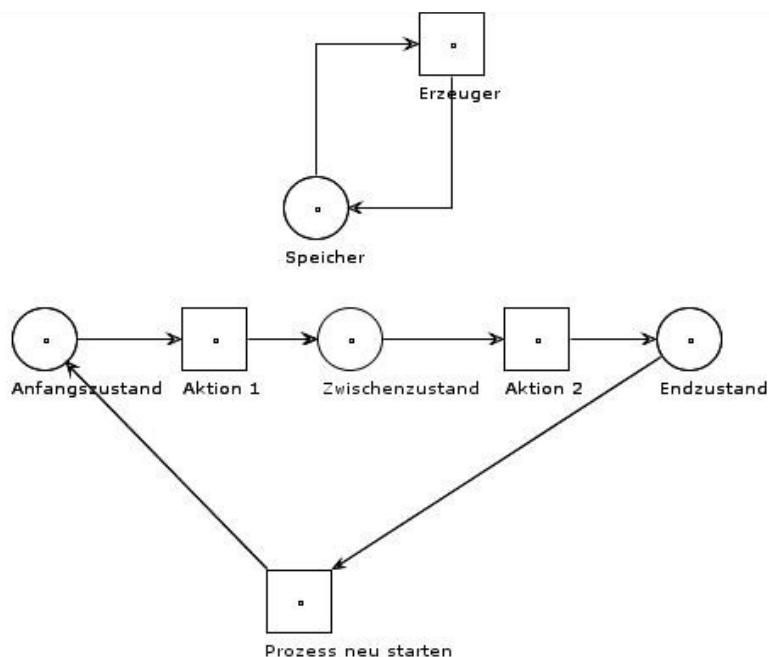 Erzeuger
Speicher
Anfangszustand
Aktion 1
Zwischenzustand
Aktion 2
Endzustand
Prozess neu starten